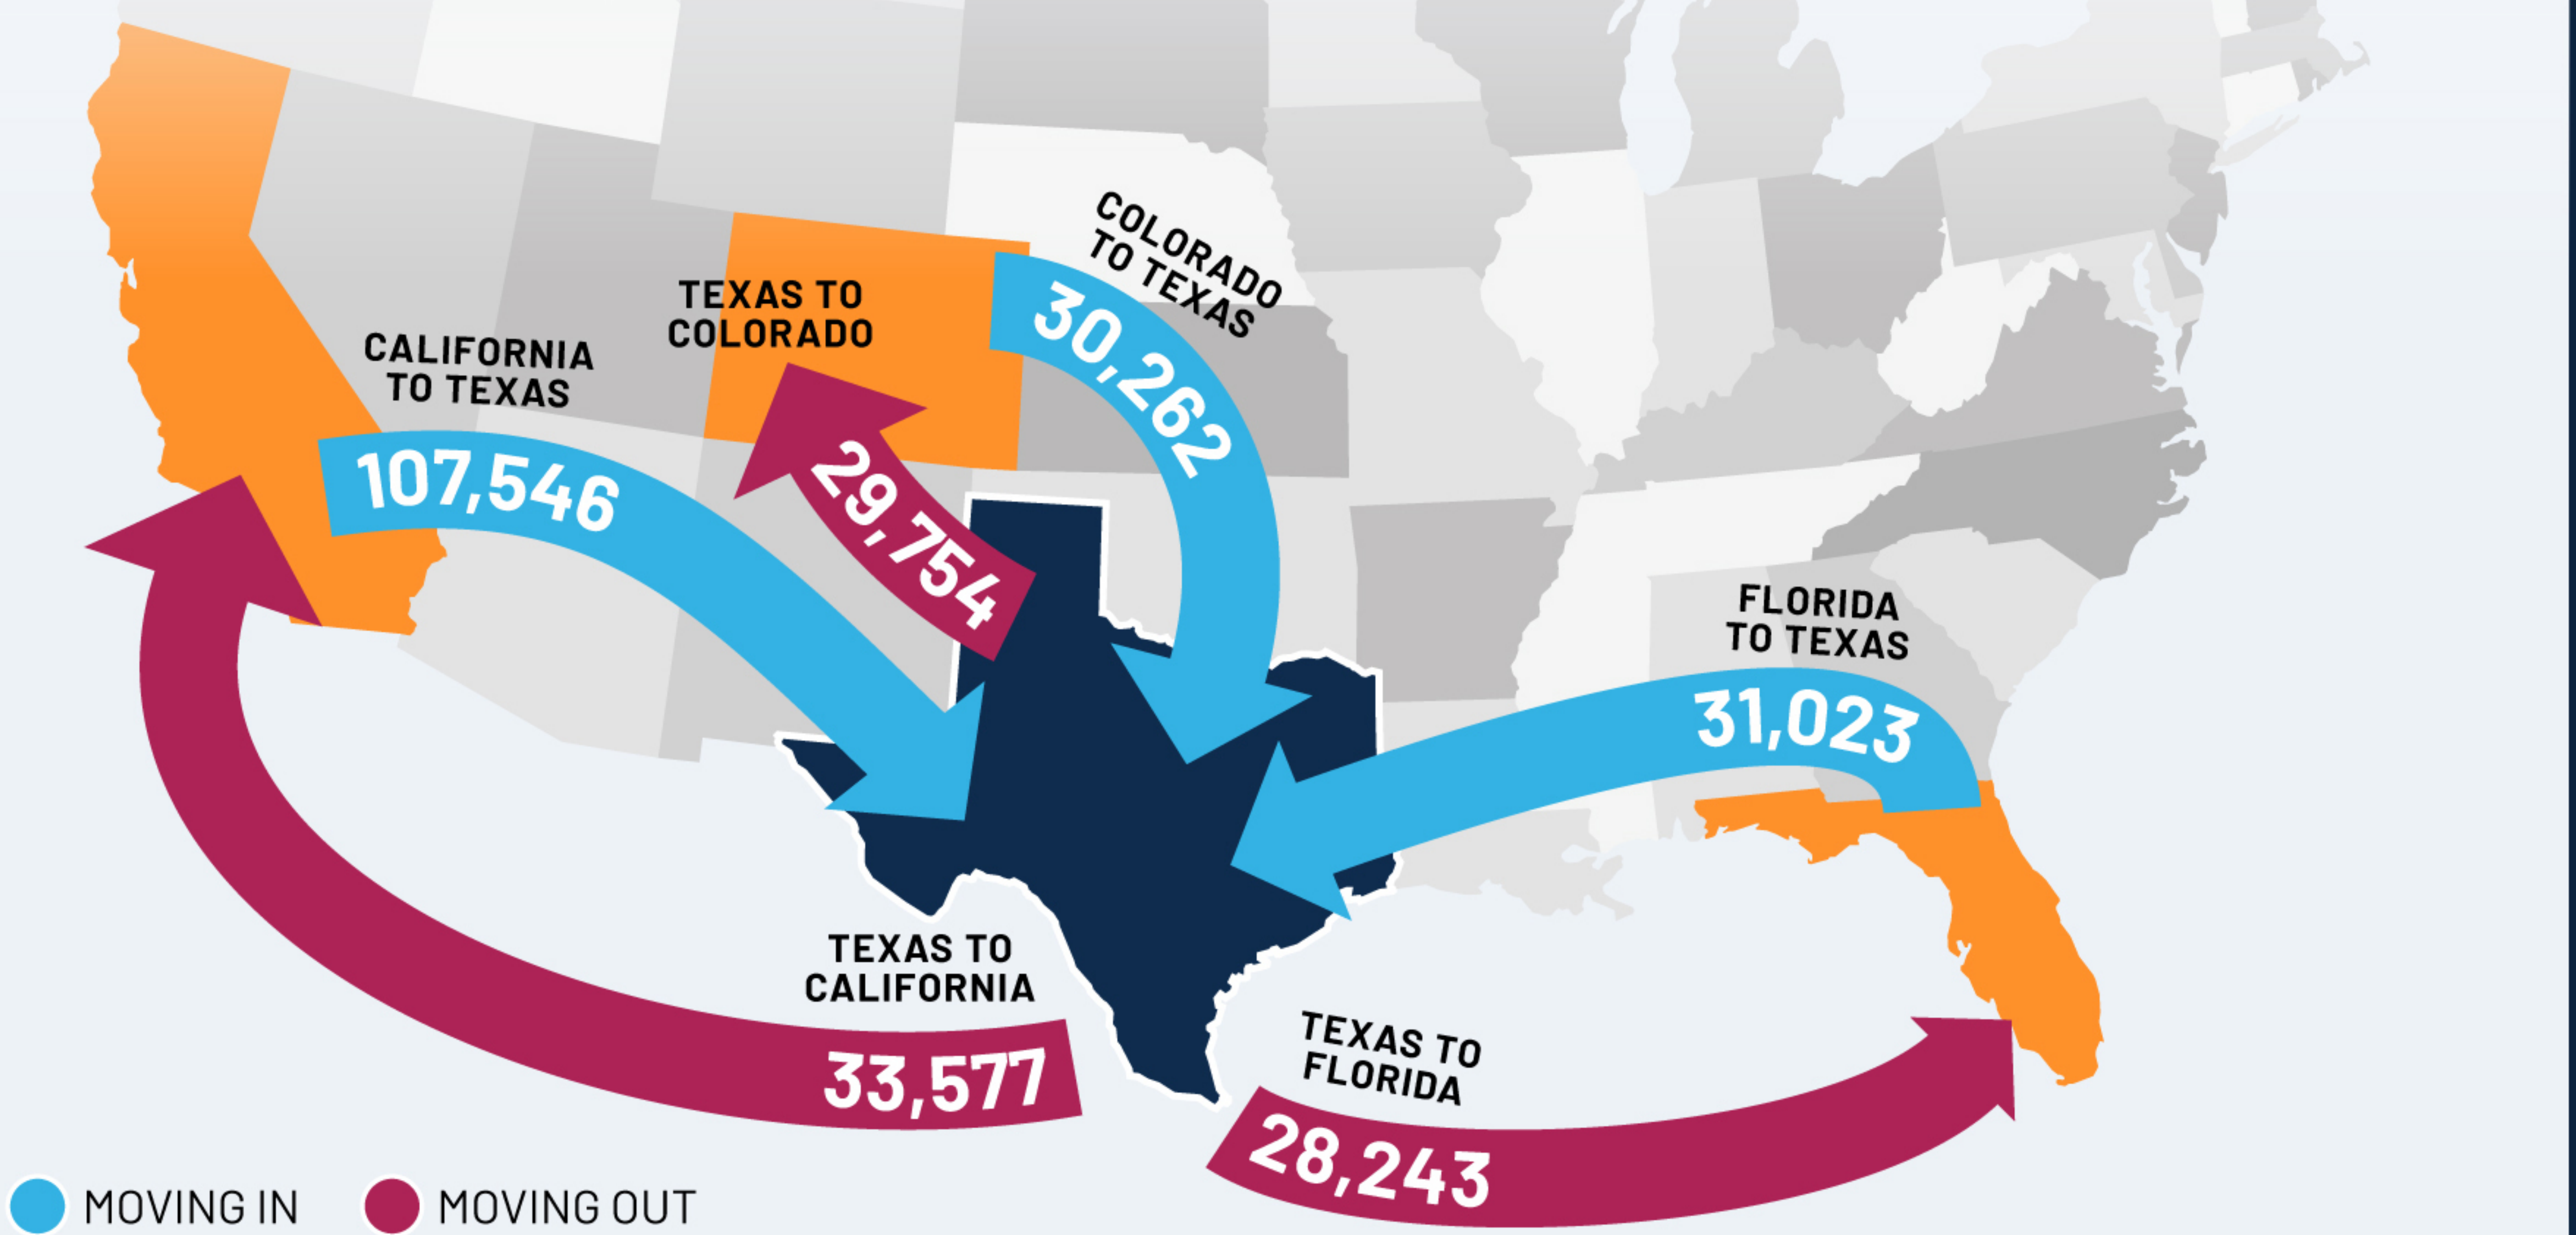 COLORADO
TO TEXAS
30,262
TEXAS TO
COLORADO
29,754
CALIFORNIA
TO TEXAS
107,546
FLORIDA
TO TEXAS
31,023
TEXAS TO
CALIFORNIA
33,577
TEXAS TO
FLORIDA
28,243
MOVING IN
MOVING OUT